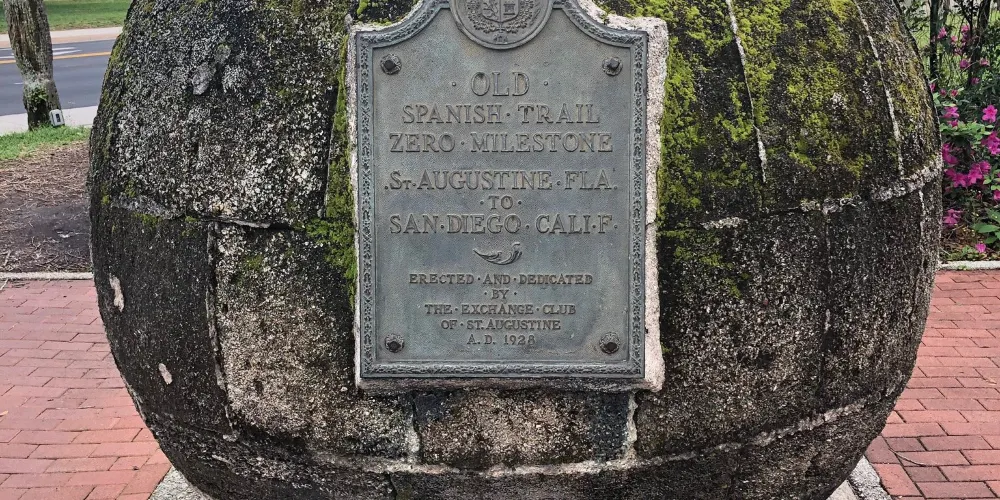 ·OLD·
SPANISH·TRAIL
ZERO·MILESTONE
·ST·AUGUSTINE·FLA·
·TO·
SAN·DIEGO·CALIF·
ERECTED·AND·DEDICATED
·BY·
THE·EXCHANGE·CLUB
OF·ST.AUGUSTINE
A.D. 1928